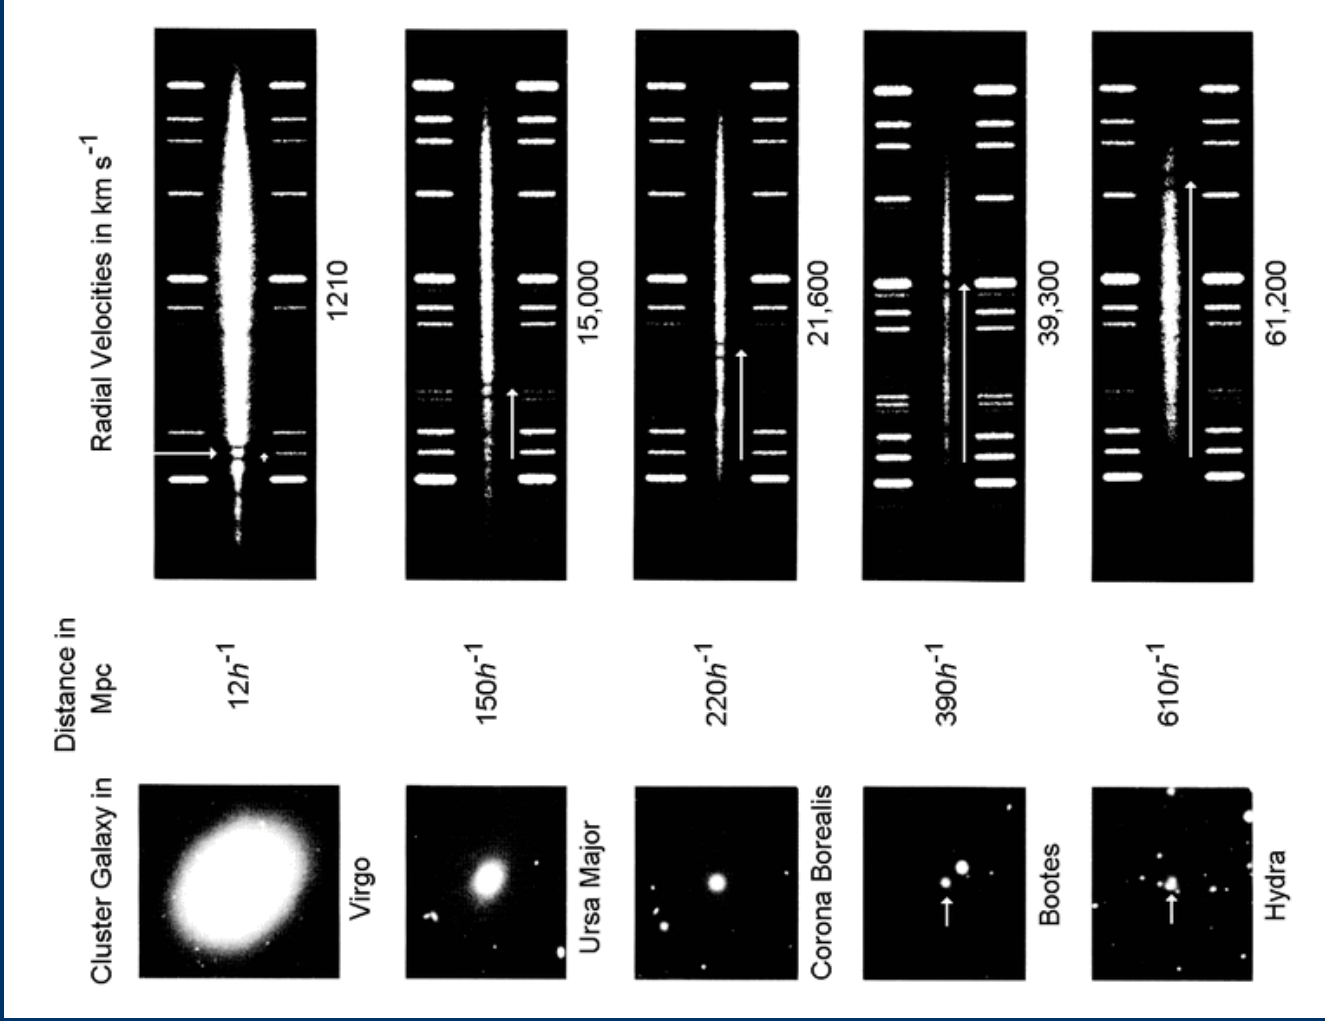 Cluster Galaxy in
Distance in
Mpc
Radial Velocities in km s⁻¹
Virgo
12h⁻¹
1210
Ursa Major
150h⁻¹
15,000
Corona Borealis
220h⁻¹
21,600
Bootes
390h⁻¹
39,300
Hydra
610h⁻¹
61,200